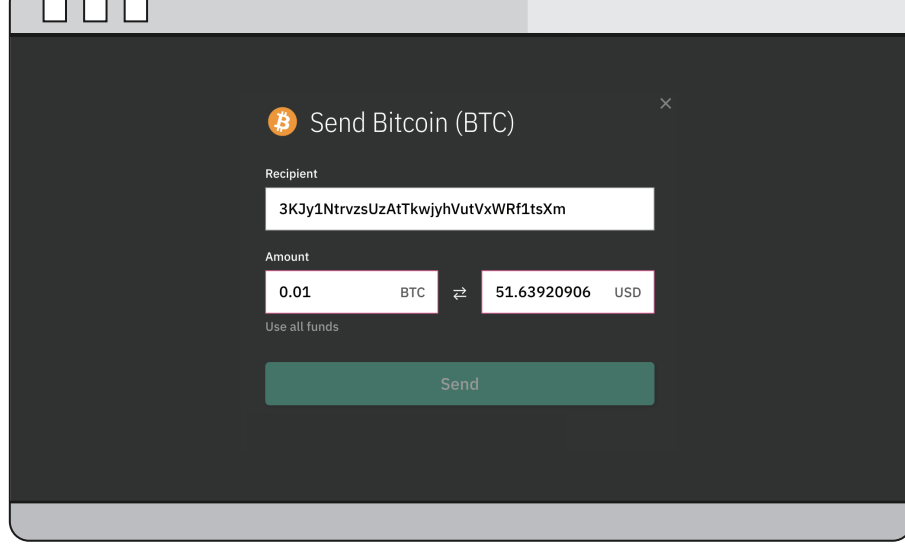 Send Bitcoin (BTC)
Recipient
3KJy1NtrvzsUzAtTkwjyhVutVxWRf1tsXm
Amount
0.01 BTC 51.63920906 USD
Use all funds
Send